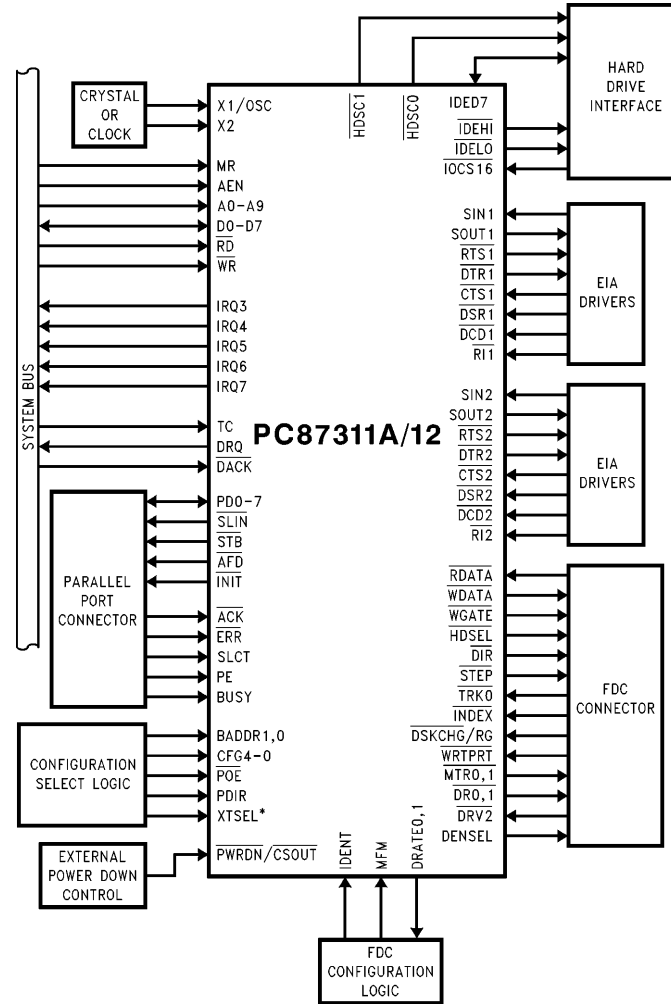 CRYSTAL
OR
CLOCK
SYSTEM BUS
PARALLEL
PORT
CONNECTOR
CONFIGURATION
SELECT LOGIC
EXTERNAL
POWER DOWN
CONTROL
X1/OSC
X2
MR
AEN
A0-A9
D0-D7
RD
WR
IRQ3
IRQ4
IRQ5
IRQ6
IRQ7
TC
DRQ
DACK
PD0-7
SLIN
STB
AFD
INIT
ACK
ERR
SLCT
PE
BUSY
BADDR1,0
CFG4-0
POE
PDIR
XTSEL*
PWRDN/CSOUT
PC87311A/12
HDSC1
HDSC0
IDED7
IDEHI
IDELO
IOCS16
SIN1
SOUT1
RTS1
DTR1
CTS1
DSR1
DCD1
RI1
SIN2
SOUT2
RTS2
DTR2
CTS2
DSR2
DCD2
RI2
RDATA
WDATA
WGATE
HDSEL
DIR
STEP
TRK0
INDEX
DSKCHG/RG
WRTPRT
MTR0,1
DR0,1
DRV2
DENSEL
IDENT
MFM
DRATE0,1
HARD
DRIVE
INTERFACE
EIA
DRIVERS
EIA
DRIVERS
FDC
CONNECTOR
FDC
CONFIGURATION
LOGIC